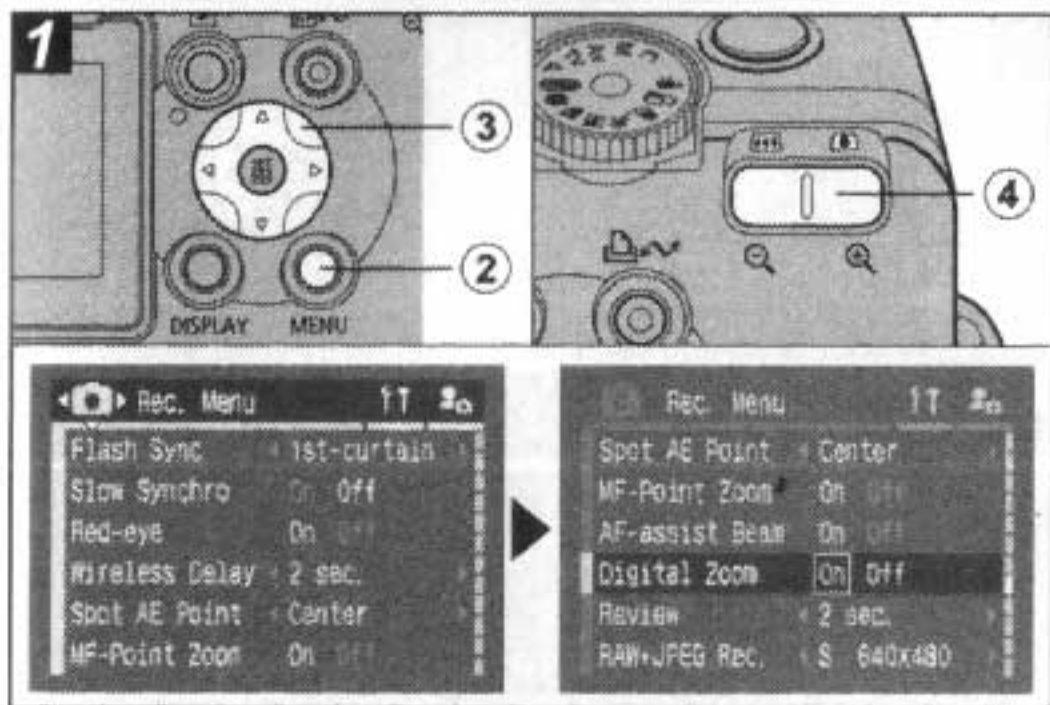 1
3
4
2
DISPLAY MENU
Rec. Menu
Flash Sync 1st-curtain
Slow Synchro On Off
Red-eye On Off
Wireless Delay 2 sec.
Spot AE Point Center
MF-Point Zoom On Off
Rec. Menu
Spot AE Point Center
MF-Point Zoom On Off
AF-assist Beam On Off
Digital Zoom On Off
Review 2 sec.
RAW+JPEG Rec. S 640x480